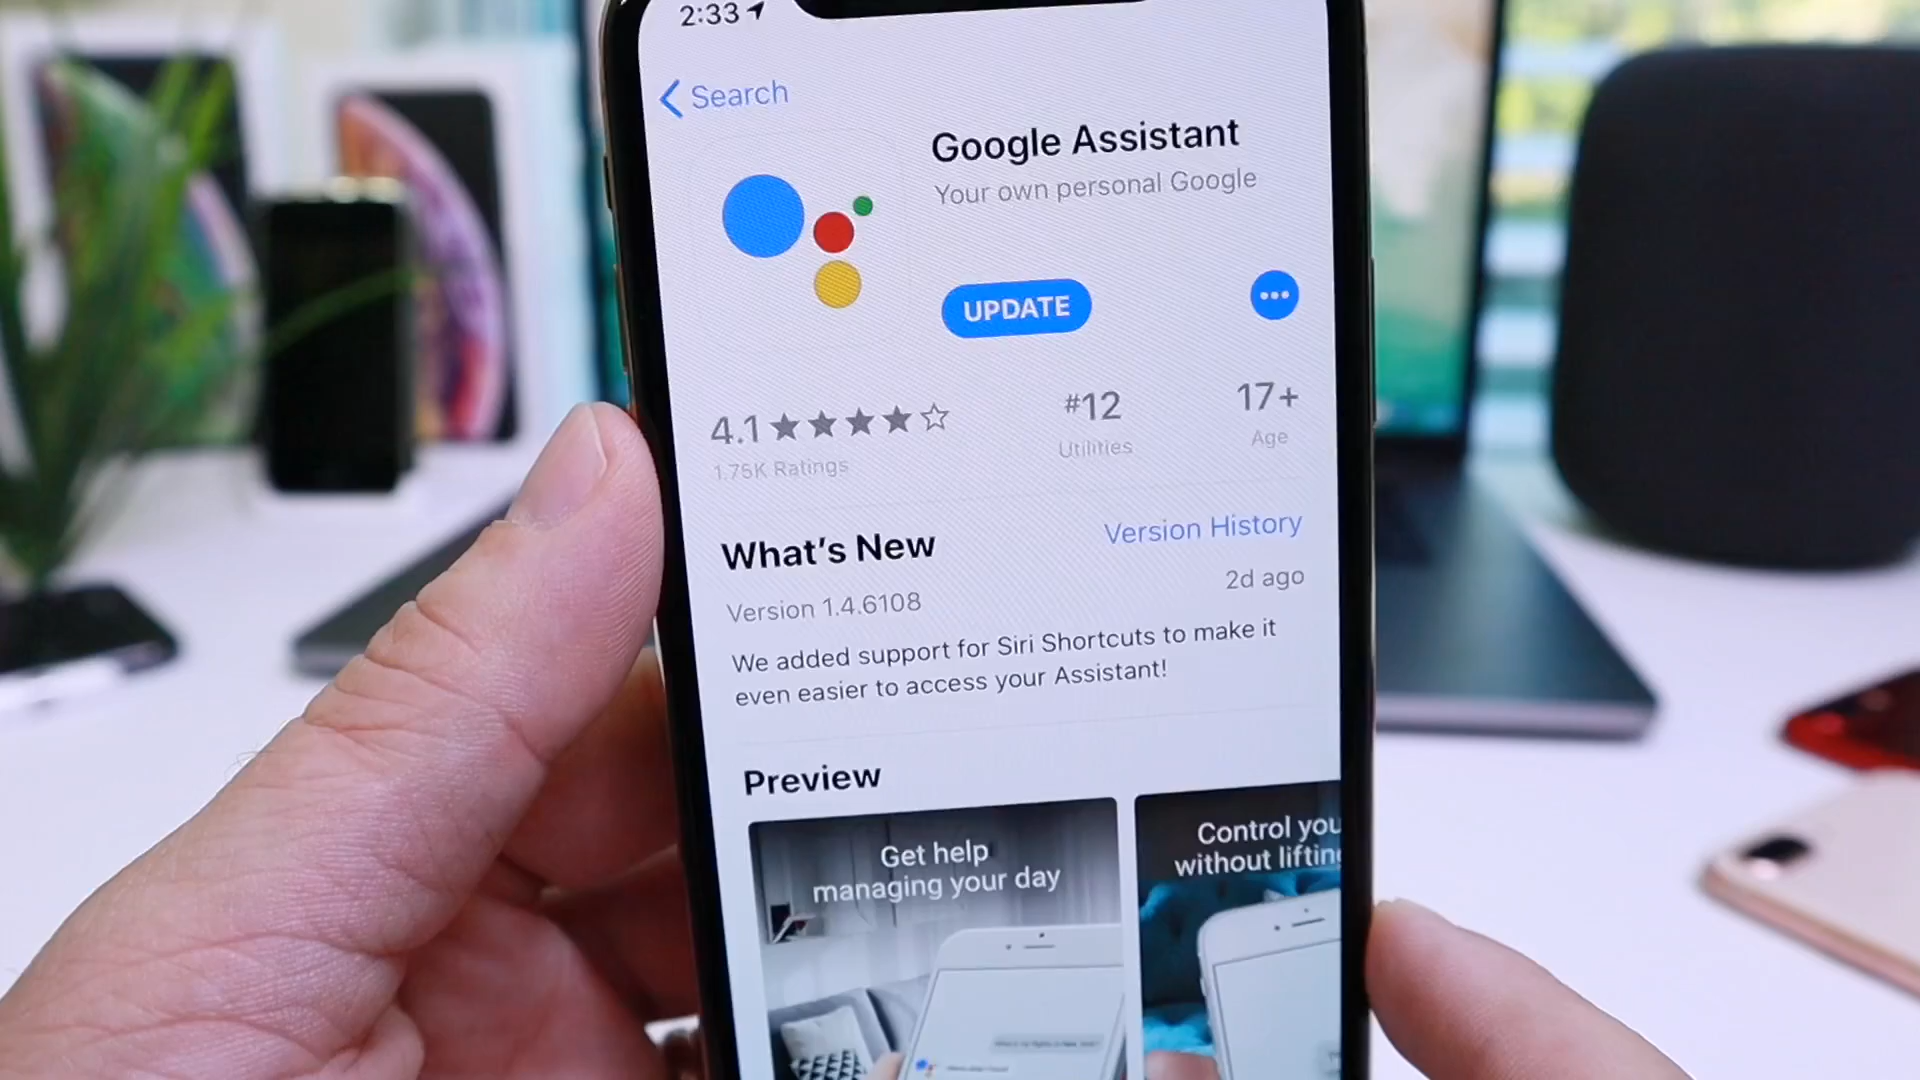 2:33
Search
Google Assistant
Your own personal Google
UPDATE
4.1
#12
17+
1.75K Ratings
Utilities
Age
What's New
Version History
Version 1.4.6108
2d ago
We added support for Siri Shortcuts to make it
even easier to access your Assistant!
Preview
Get help
managing your day
Control you
without lifting